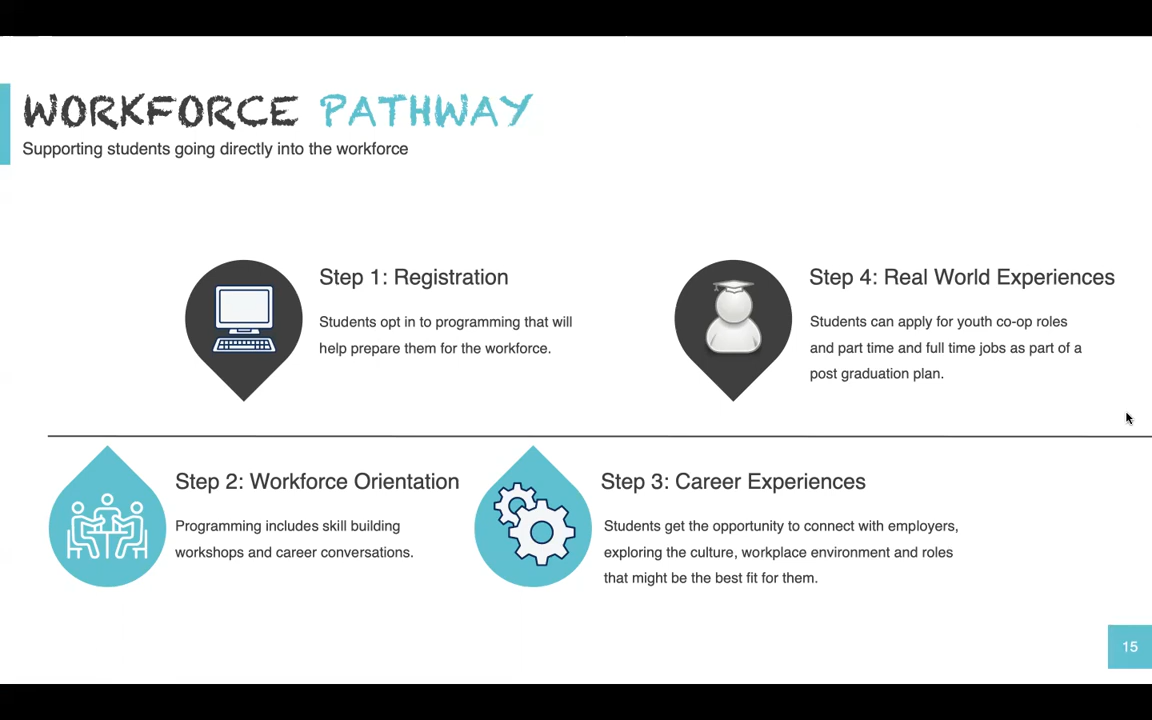 WORKFORCE PATHWAY
Supporting students going directly into the workforce
Step 1: Registration
Students opt in to programming that will
help prepare them for the workforce.
Step 4: Real World Experiences
Students can apply for youth co-op roles
and part time and full time jobs as part of a
post graduation plan.
Step 2: Workforce Orientation
Programming includes skill building
workshops and career conversations.
Step 3: Career Experiences
Students get the opportunity to connect with employers,
exploring the culture, workplace environment and roles
that might be the best fit for them.
15